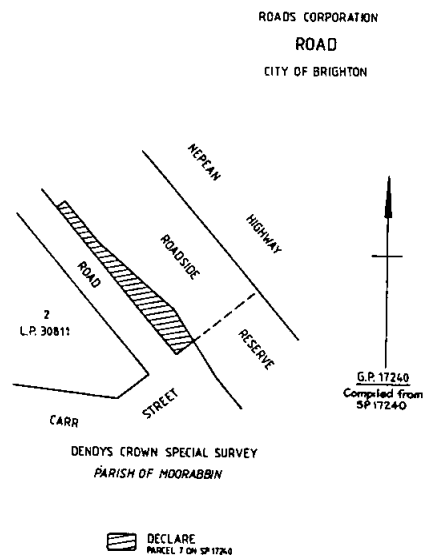 ROADS CORPORATION
ROAD
CITY OF BRIGHTON
NEPEAN
HIGHWAY
ROADSIDE
RESERVE
ROAD
2
L.P. 30811
CARR
STREET
G.P. 17240
Compiled from
SP 17240
DENDYS CROWN SPECIAL SURVEY
PARISH OF MOORABBIN
DECLARE
PARCEL 7 ON SP 17240